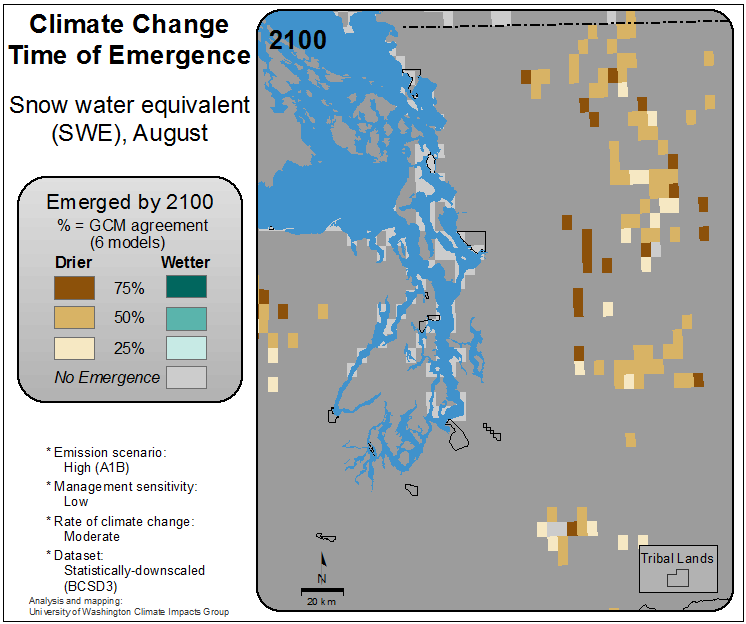 Climate Change
Time of Emergence
Snow water equivalent
(SWE), August
Emerged by 2100
% = GCM agreement
(6 models)
Drier Wetter
75%
50%
25%
No Emergence
* Emission scenario:
High (A1B)
* Management sensitivity:
Low
* Rate of climate change:
Moderate
* Dataset:
Statistically-downscaled
(BCSD3)
Analysis and mapping:
University of Washington Climate Impacts Group
2100
N
20 km
Tribal Lands